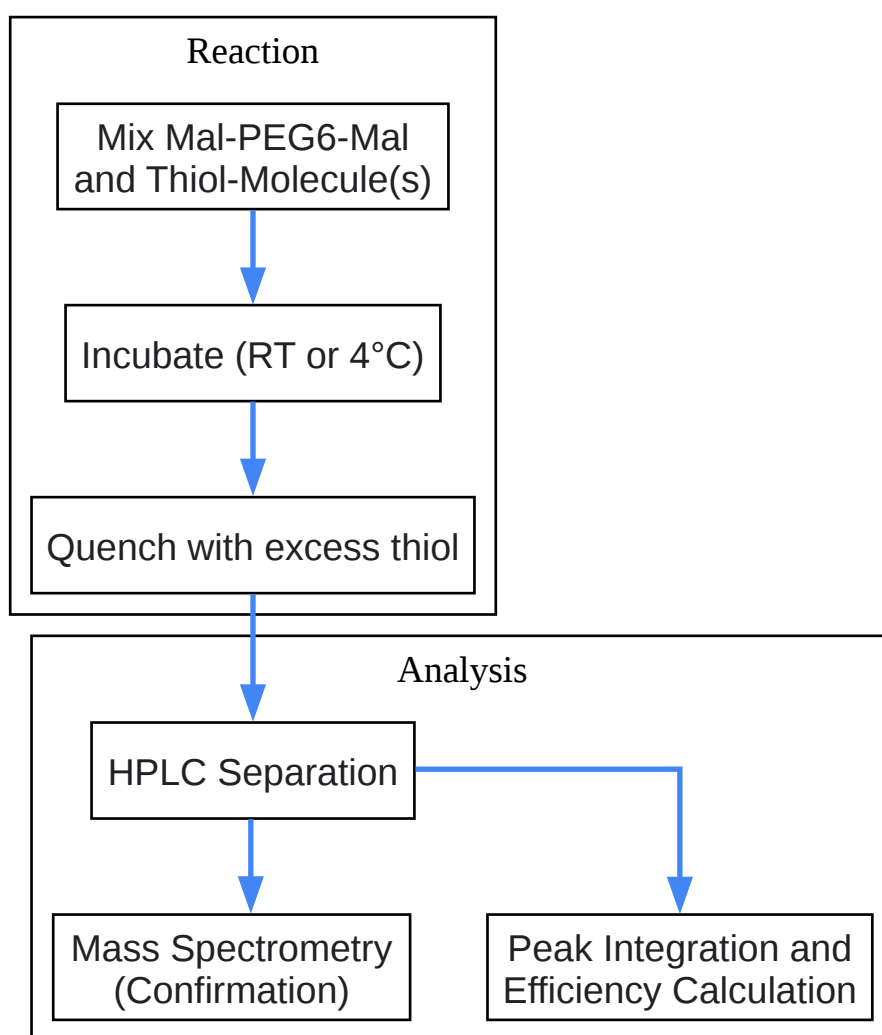 Reaction
Mix Mal-PEG6-Mal
and Thiol-Molecule(s)
Incubate (RT or 4°C)
Quench with excess thiol
Analysis
HPLC Separation
Mass Spectrometry
(Confirmation)
Peak Integration and
Efficiency Calculation